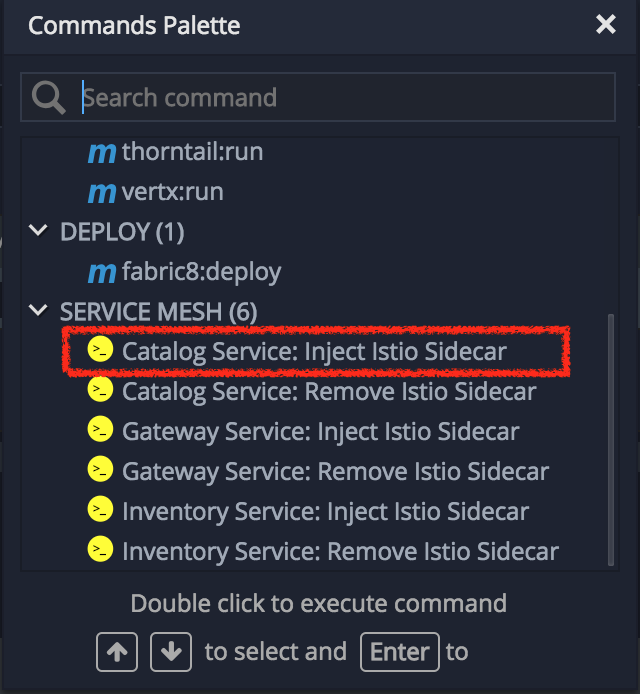 Commands Palette
Search command
m thorntail:run
m vertx:run
DEPLOY (1)
m fabric8:deploy
SERVICE MESH (6)
>_ Catalog Service: Inject Istio Sidecar
>_ Catalog Service: Remove Istio Sidecar
>_ Gateway Service: Inject Istio Sidecar
>_ Gateway Service: Remove Istio Sidecar
>_ Inventory Service: Inject Istio Sidecar
>_ Inventory Service: Remove Istio Sidecar
Double click to execute command
↑ ↓ to select and Enter to